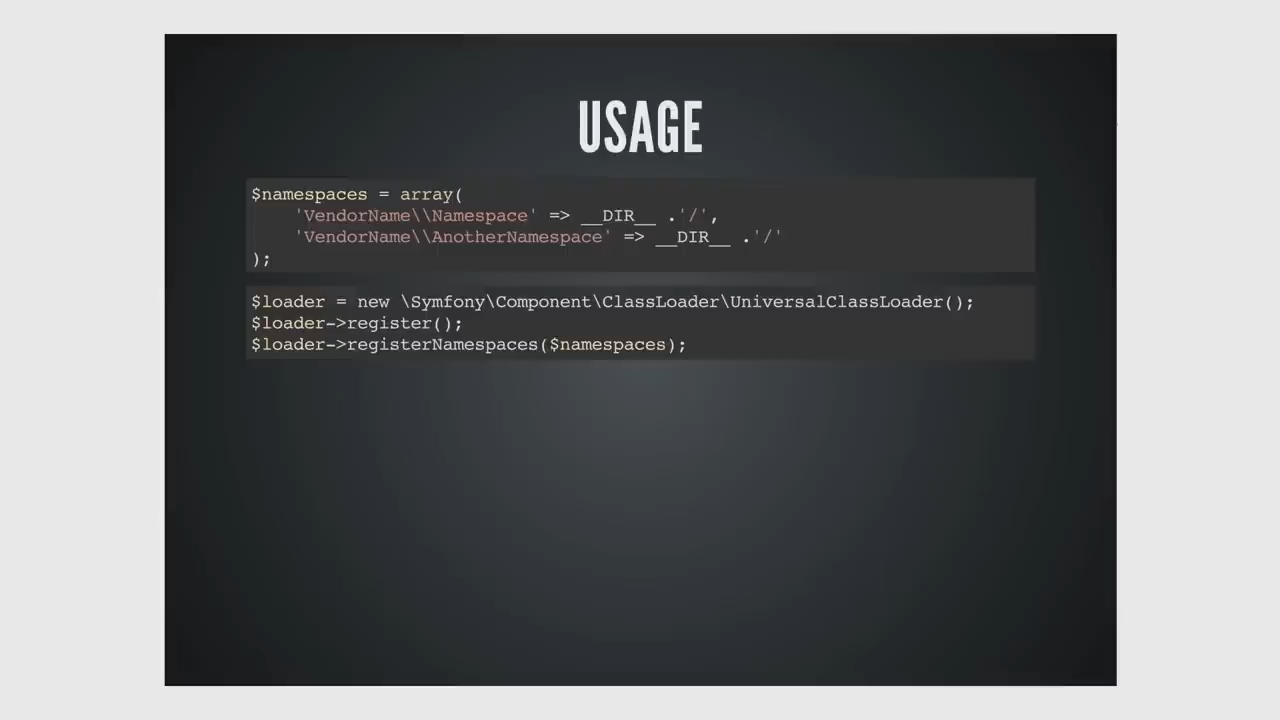 USAGE
$namespaces = array(
    'VendorName\\Namespace' => __DIR__ .'/',
    'VendorName\\AnotherNamespace' => __DIR__ .'/'
);
$loader = new \Symfony\Component\ClassLoader\UniversalClassLoader();
$loader->register();
$loader->registerNamespaces($namespaces);